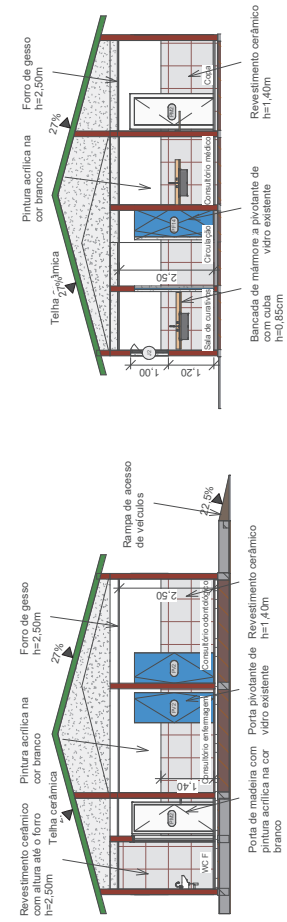 Revestimento cerâmico
com altura até o forro
h=2,50m
Telha cerâmica
Pintura acrílica na
cor branco
27%
Forro de gesso
h=2,50m
Rampa de acesso
de veículos
22,5%
2,50
1,40
WC F
Consultório enfermagem
Consultório odontológico
Porta de madeira com
pintura acrílica na cor
branco
Porta pivotante de
vidro existente
Revestimento cerâmico
h=1,40m
Telha cerâmica
27%
Pintura acrílica na
cor branco
27%
Forro de gesso
h=2,50m
1,00
1,20
2,50
J2
Sala de curativos
Circulação
Consultório médico
Copa
Bancada de mármore a pivotante de
com cuba vidro existente
h=0,85cm
Revestimento cerâmico
h=1,40m